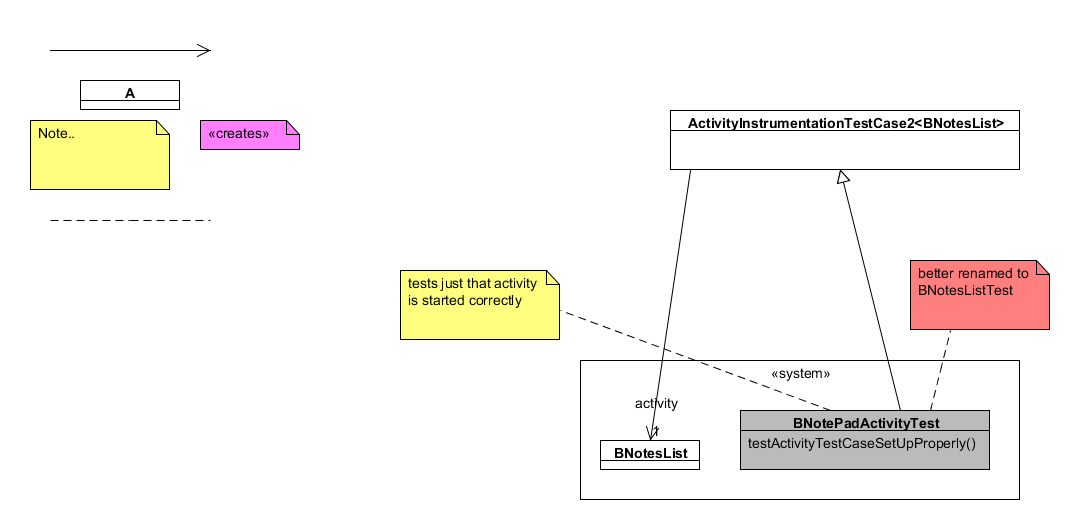 A
Note..
«creates»
ActivityInstrumentationTestCase2<BNotesList>
tests just that activity
is started correctly
better renamed to
BNotesListTest
«system»
activity
1
BNotesList
BNotePadActivityTest
testActivityTestCaseSetUpProperly()